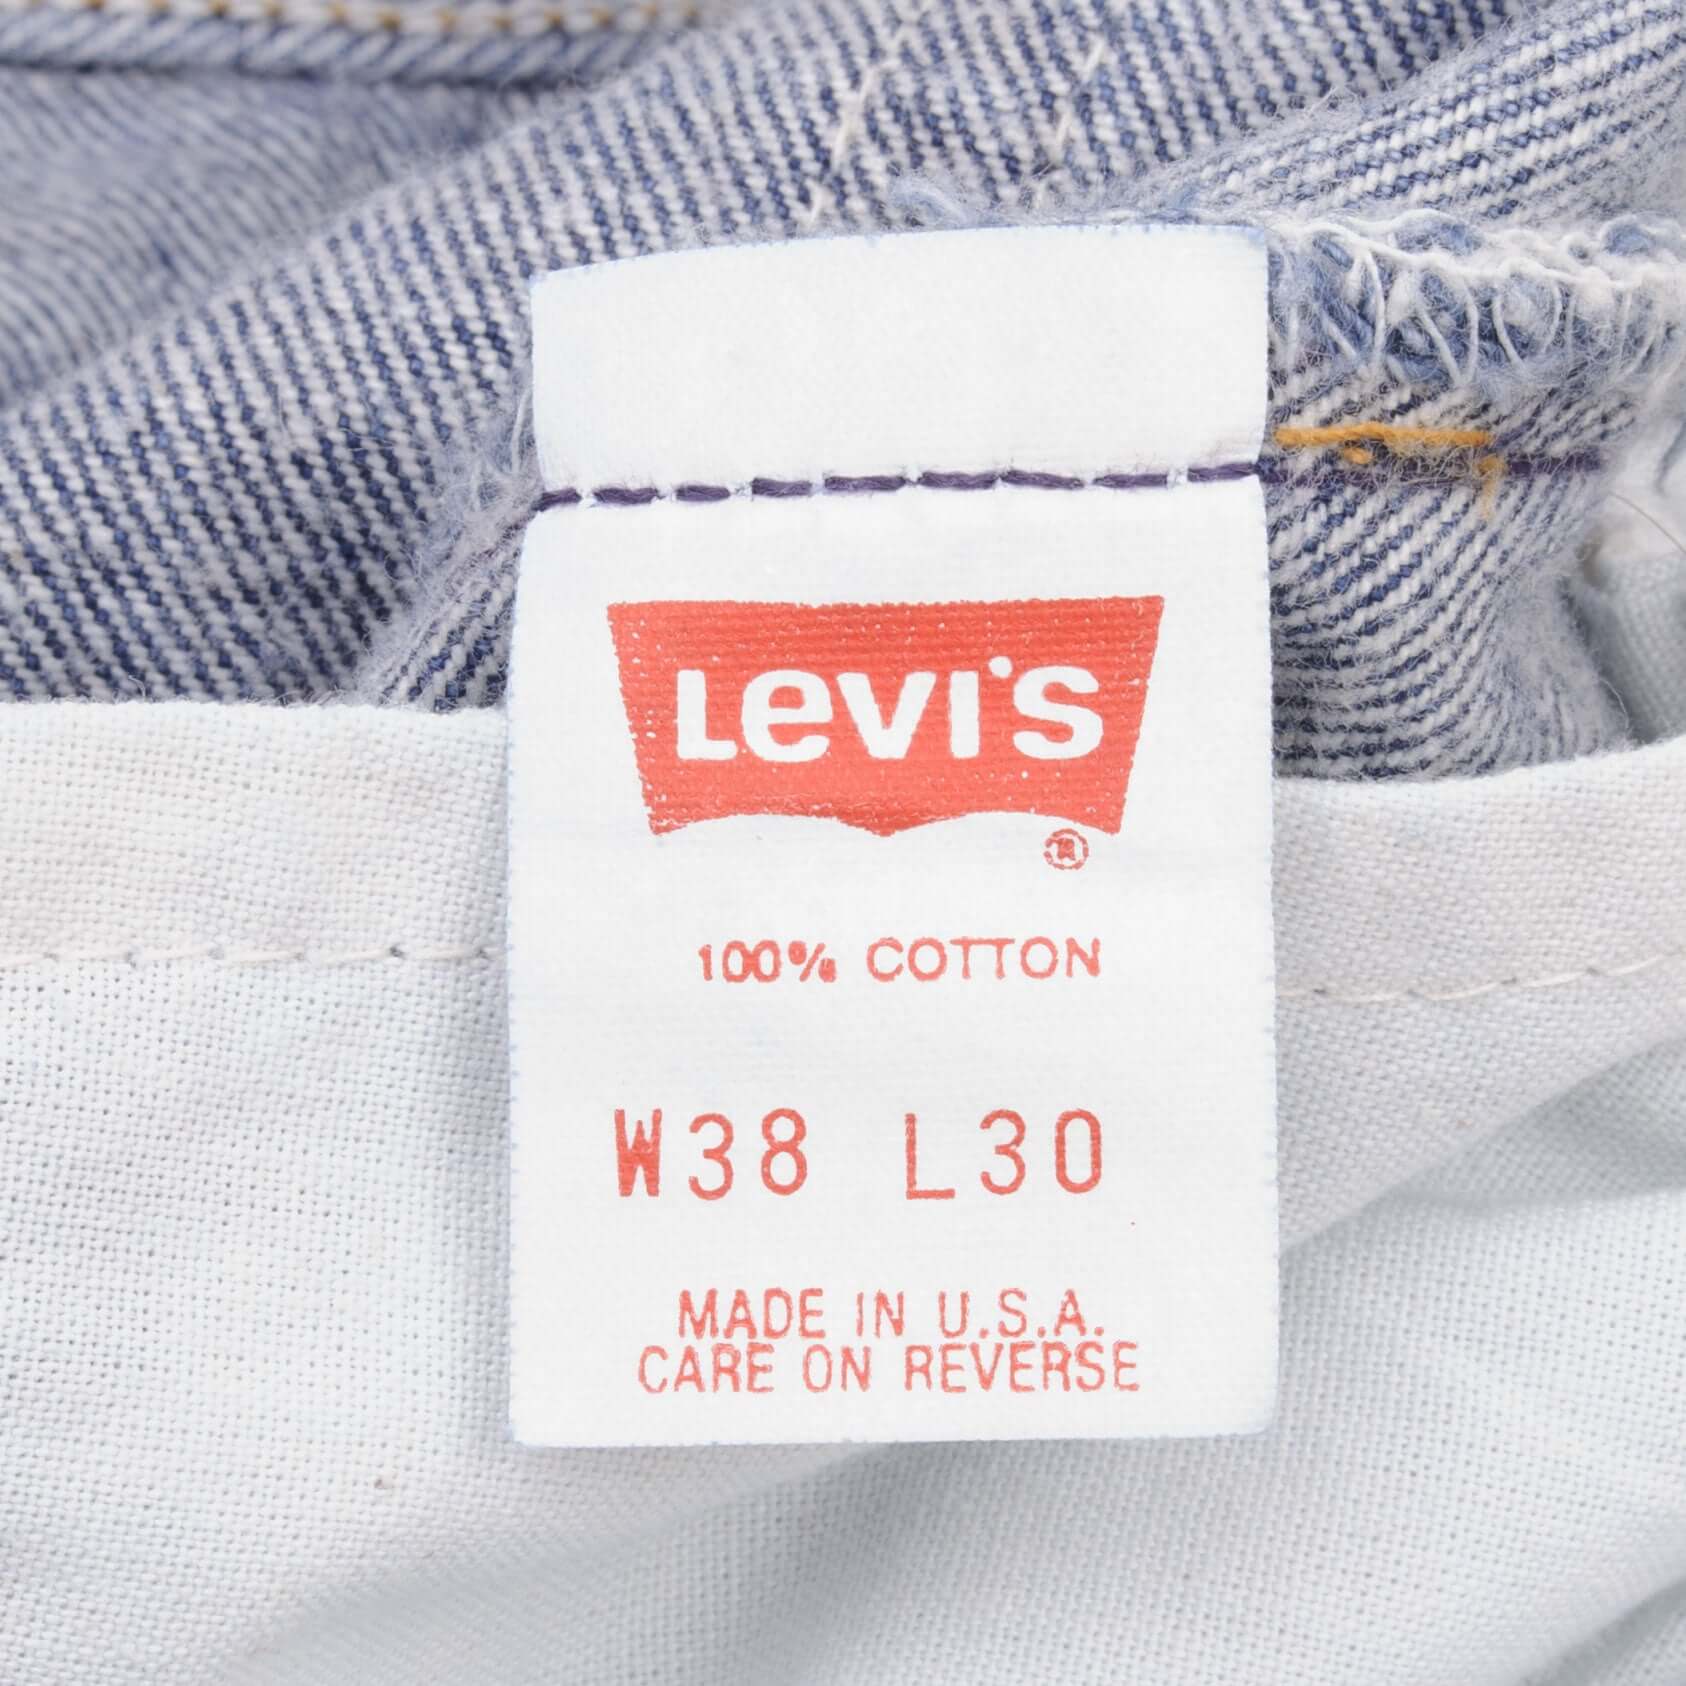 Levi's
®
100% COTTON
W38 L30
MADE IN U.S.A.
CARE ON REVERSE